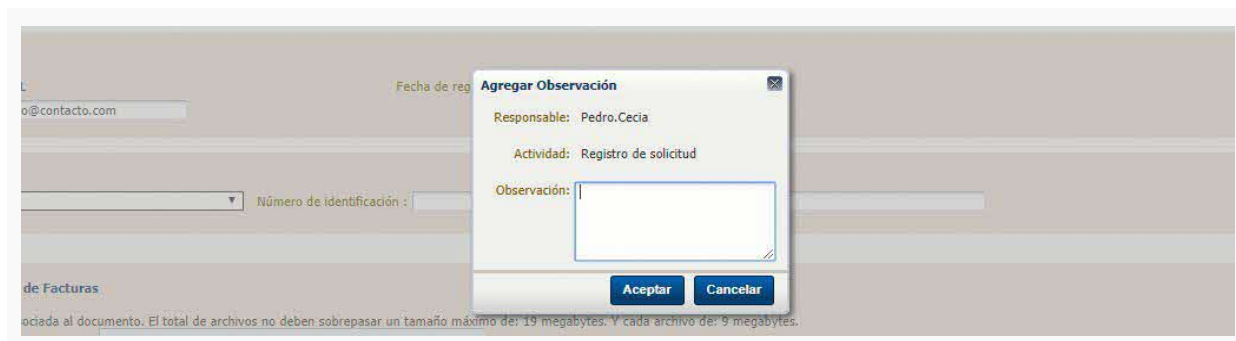 Fecha de reg
o@contacto.com
Agregar Observación
Responsable: Pedro.Cecia
Actividad: Registro de solicitud
Observación:
Aceptar Cancelar
Número de identificación :
de Facturas
ociada al documento. El total de archivos no deben sobrepasar un tamaño máximo de: 19 megabytes. Y cada archivo de: 9 megabytes.